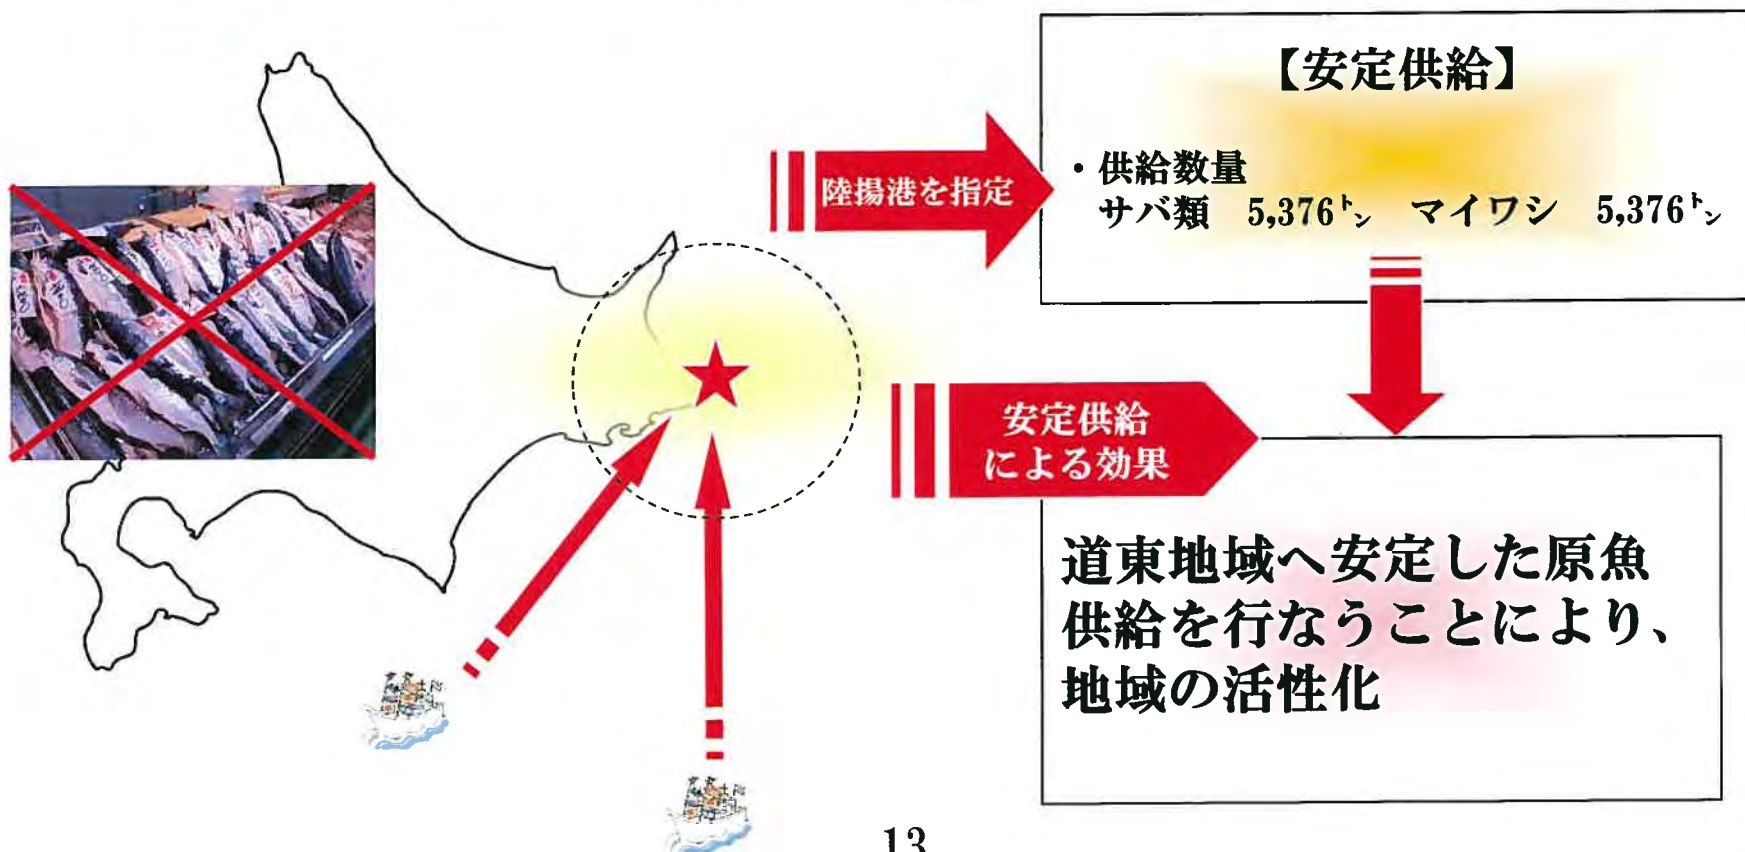 【安定供給】
・供給数量
サバ類 5,376トン マイワシ 5,376トン
陸揚港を指定
安定供給
による効果
道東地域へ安定した原魚
供給を行なうことにより、
地域の活性化
13